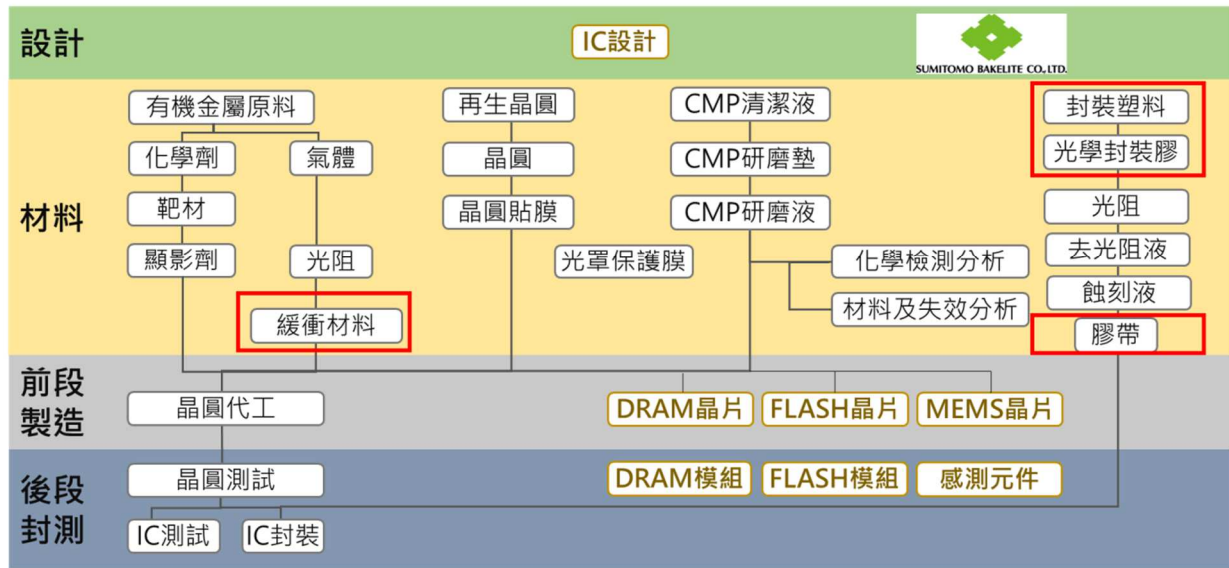 設計
IC設計
SUMITOMO BAKELITE CO., LTD.
材料
有機金屬原料
化學劑
氣體
靶材
顯影劑
光阻
緩衝材料
再生晶圓
晶圓
晶圓貼膜
CMP清潔液
CMP研磨墊
CMP研磨液
光罩保護膜
化學檢測分析
材料及失效分析
封裝塑料
光學封裝膠
光阻
去光阻液
蝕刻液
膠帶
前段
製造
晶圓代工
DRAM晶片
FLASH晶片
MEMS晶片
後段
封測
晶圓測試
IC測試
IC封裝
DRAM模組
FLASH模組
感測元件